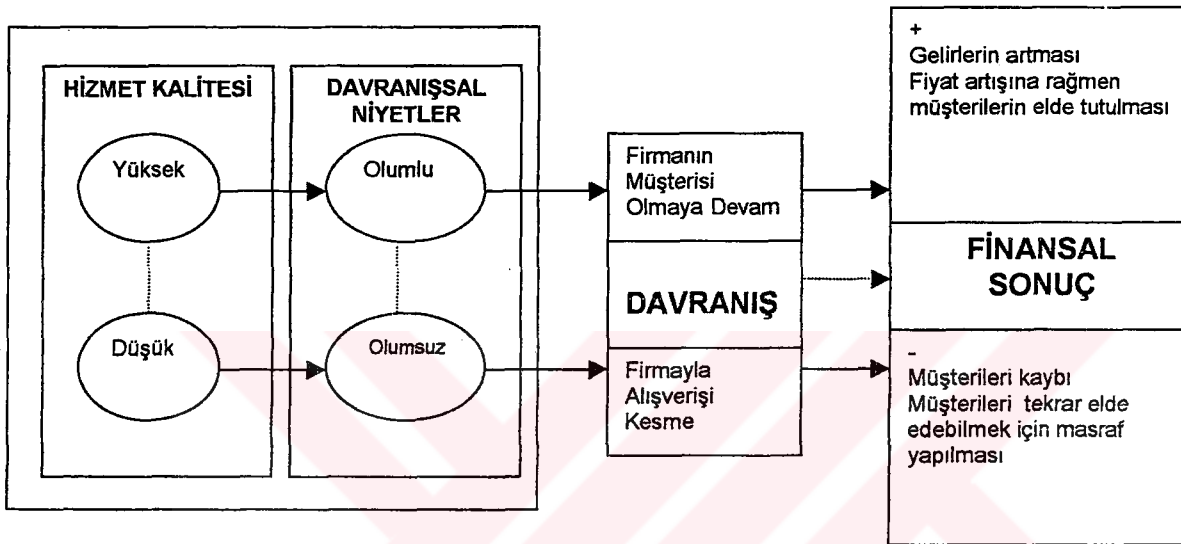 HİZMET KALİTESİ
Yüksek
Düşük
DAVRANIŞSAL
NİYETLER
Olumlu
Olumsuz
Firmanın
Müşterisi
Olmaya Devam
DAVRANIŞ
Firmayla
Alışverişi
Kesme
+
Gelirlerin artması
Fiyat artışına rağmen
müşterilerin elde tutulması
FİNANSAL
SONUÇ
-
Müşterileri kaybı
Müşterileri tekrar elde
edebilmek için masraf
yapılması